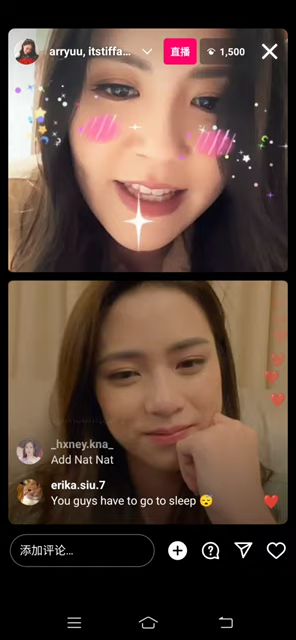 arryuu, itstiffa...
直播
1,500
_hxney.kna_
Add Nat Nat
erika.siu.7
You guys have to go to sleep 😴
添加评论...